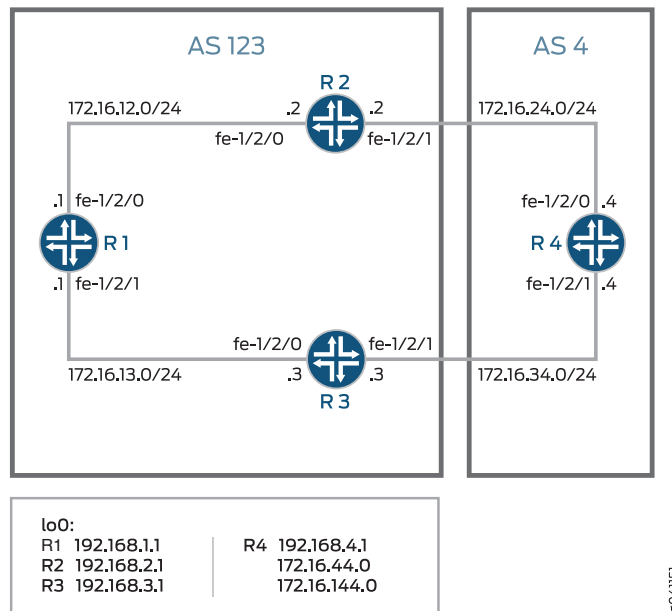 AS 123
AS 4
R 2
172.16.12.0/24
.2
.2
172.16.24.0/24
fe-1/2/0
fe-1/2/1
.1 fe-1/2/0
fe-1/2/0 .4
R 1
R 4
.1 fe-1/2/1
fe-1/2/1 .4
fe-1/2/0
fe-1/2/1
172.16.13.0/24
.3
.3
172.16.34.0/24
R 3
lo0:
R1 192.168.1.1
R4 192.168.4.1
R2 192.168.2.1
172.16.44.0
R3 192.168.3.1
172.16.144.0